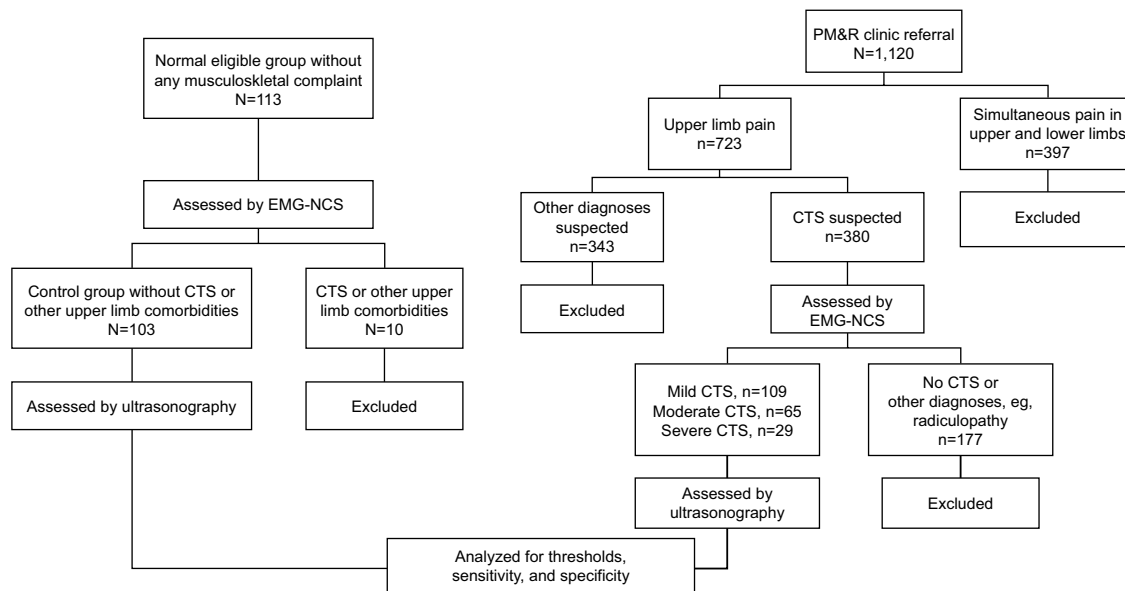 Normal eligible group without
any musculoskletal complaint
N=113
Assessed by EMG-NCS
Control group without CTS or
other upper limb comorbidities
N=103
CTS or other upper
limb comorbidities
N=10
Assessed by ultrasonography
Excluded
PM&R clinic referral
N=1,120
Upper limb pain
n=723
Simultaneous pain in
upper and lower limbs
n=397
Other diagnoses
suspected
n=343
CTS suspected
n=380
Excluded
Excluded
Assessed by
EMG-NCS
Mild CTS, n=109
Moderate CTS, n=65
Severe CTS, n=29
No CTS or
other diagnoses, eg,
radiculopathy
n=177
Assessed by
ultrasonography
Excluded
Analyzed for thresholds,
sensitivity, and specificity